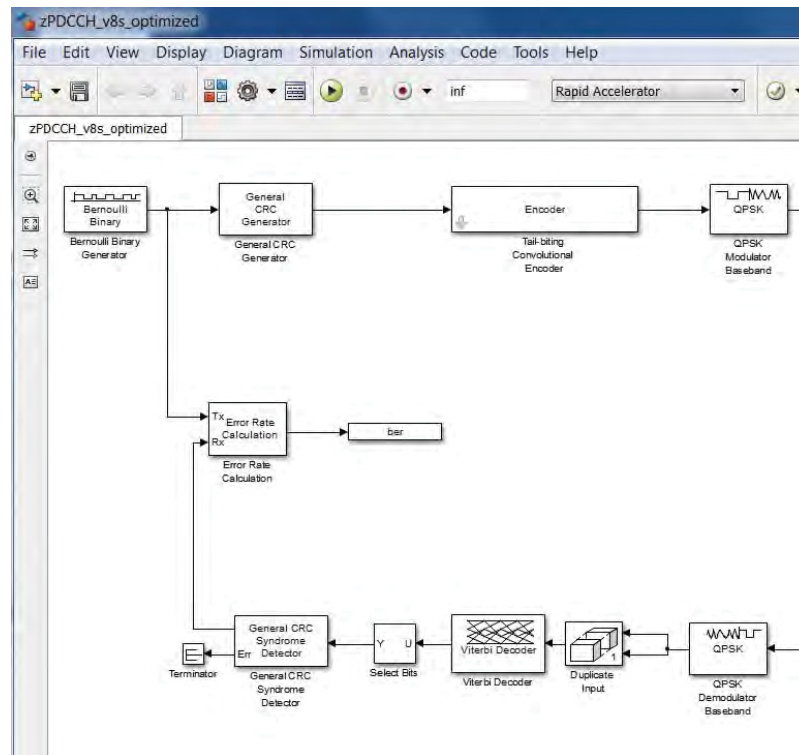 zPDCCH_v8s_optimized
File Edit View Display Diagram Simulation Analysis Code Tools Help
inf Rapid Accelerator
zPDCCH_v8s_optimized
Bernoulli
Binary
Bernoulli Binary
Generator
General
CRC
Generator
General CRC
Generator
Encoder
Tail-biting
Convolutional
Encoder
QPSK
QPSK
Modulator
Baseband
Tx
Rx
Error Rate
Calculation
Error Rate
Calculation
ber
General CRC
Syndrome
Detector
Err
General CRC
Syndrome
Detector
Terminator
Y U
Select Bits
Viterbi Decoder
Viterbi Decoder
1
Duplicate
Input
QPSK
QPSK
Demodulator
Baseband